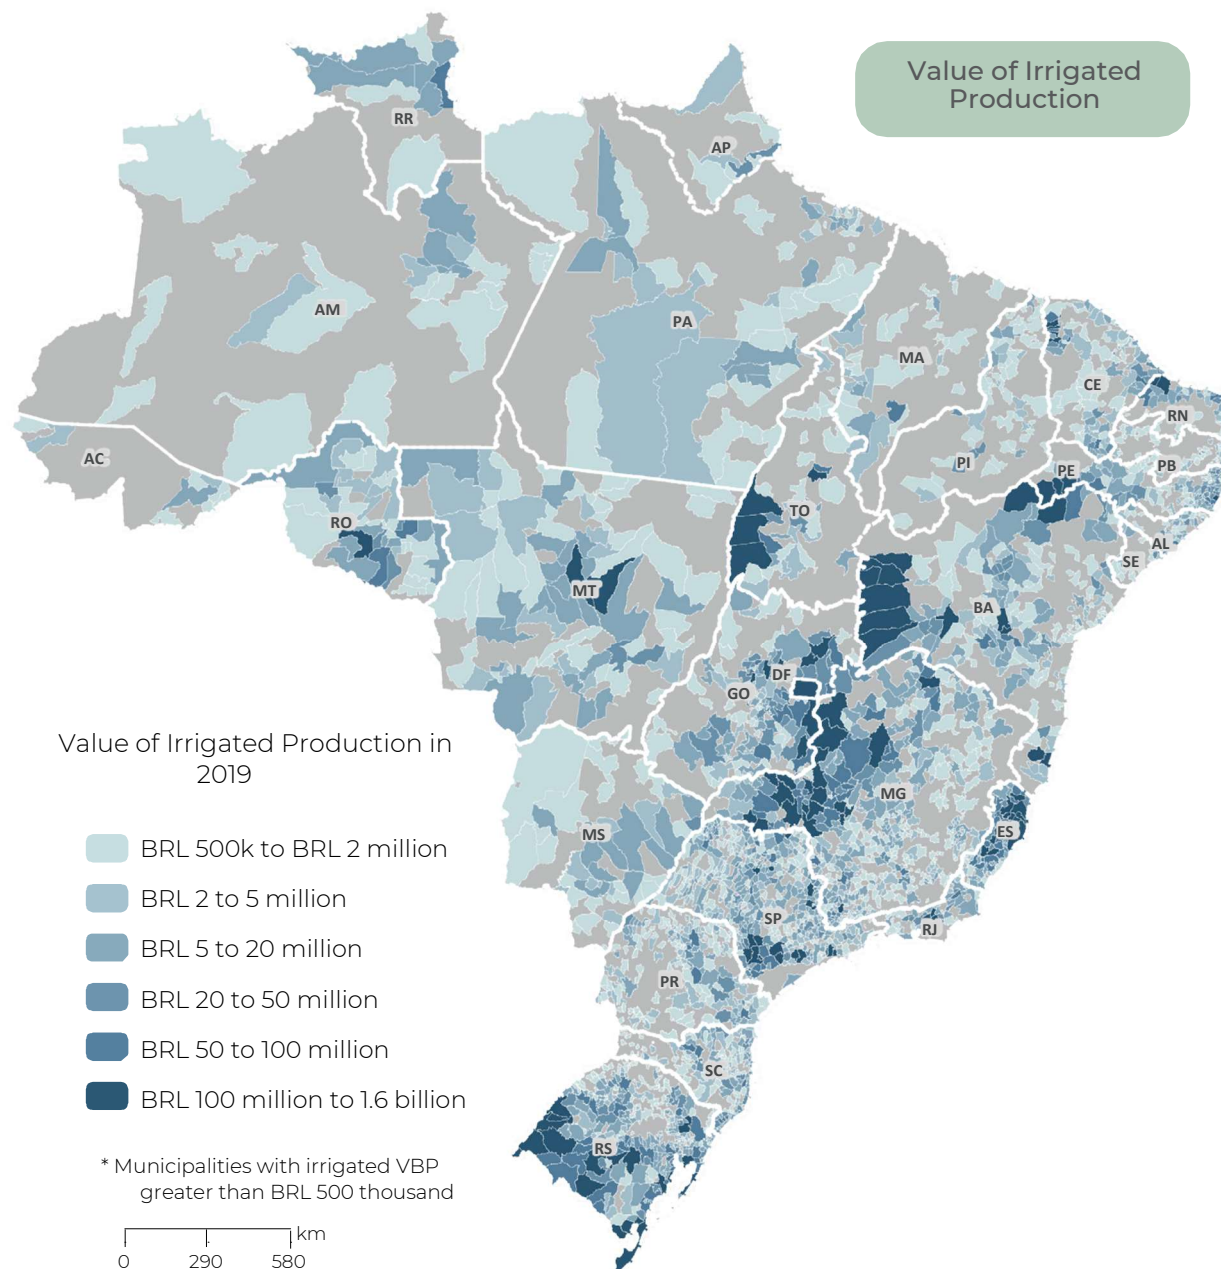 Value of Irrigated
Production
RR
AP
AM
PA
MA
CE
RN
AC
PI
PE
PB
TO
RO
AL
SE
MT
BA
DF
GO
Value of Irrigated Production in
2019
MG
MS
ES
BRL 500k to BRL 2 million
BRL 2 to 5 million
SP
RJ
BRL 5 to 20 million
PR
BRL 20 to 50 million
BRL 50 to 100 million
SC
BRL 100 million to 1.6 billion
RS
* Municipalities with irrigated VBP
greater than BRL 500 thousand
km
0 290 580